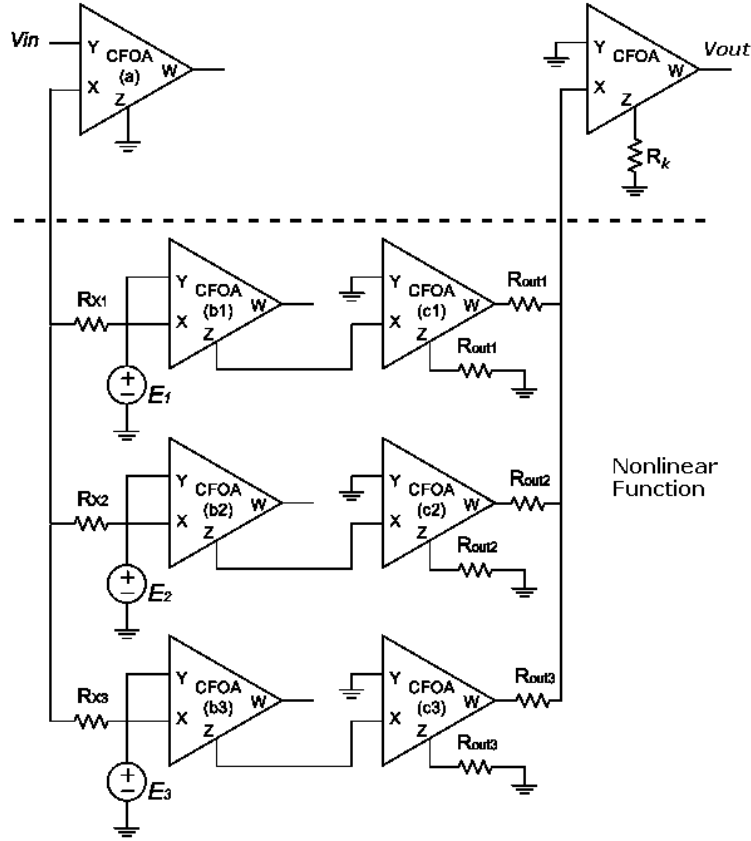 Vin
Y
CFOA
(a)
W
X
Z
Y
CFOA
W
Vout
X
Z
Rk
RX1
Y
CFOA
(b1)
W
X
Z
E1
Y
CFOA
(c1)
W
X
Z
Rout1
Rout1
RX2
Y
CFOA
(b2)
W
X
Z
E2
Y
CFOA
(c2)
W
X
Z
Rout2
Rout2
Nonlinear
Function
RX3
Y
CFOA
(b3)
W
X
Z
E3
Y
CFOA
(c3)
W
X
Z
Rout3
Rout3